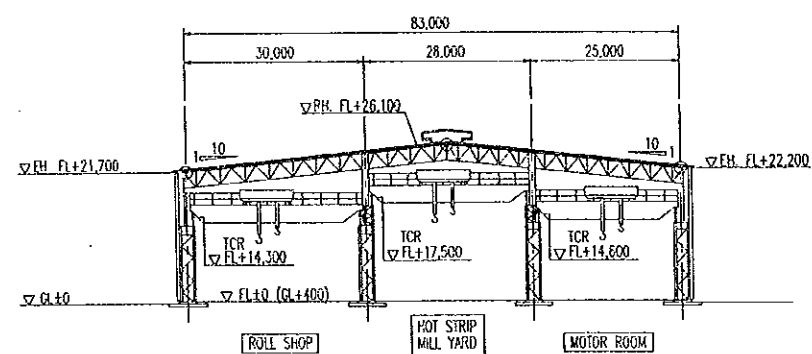 83,000
30,000
28,000
25,000
▽RH. FL+26,100
1 10
10 1
▽EH. FL+21,700
▽EH. FL+22,200
TCR
▽FL+14,300
TCR
▽FL+17,500
TCR
▽FL+14,800
▽GL±0
▽FL±0 (GL+400)
ROLL SHOP
HOT STRIP
MILL YARD
MOTOR ROOM